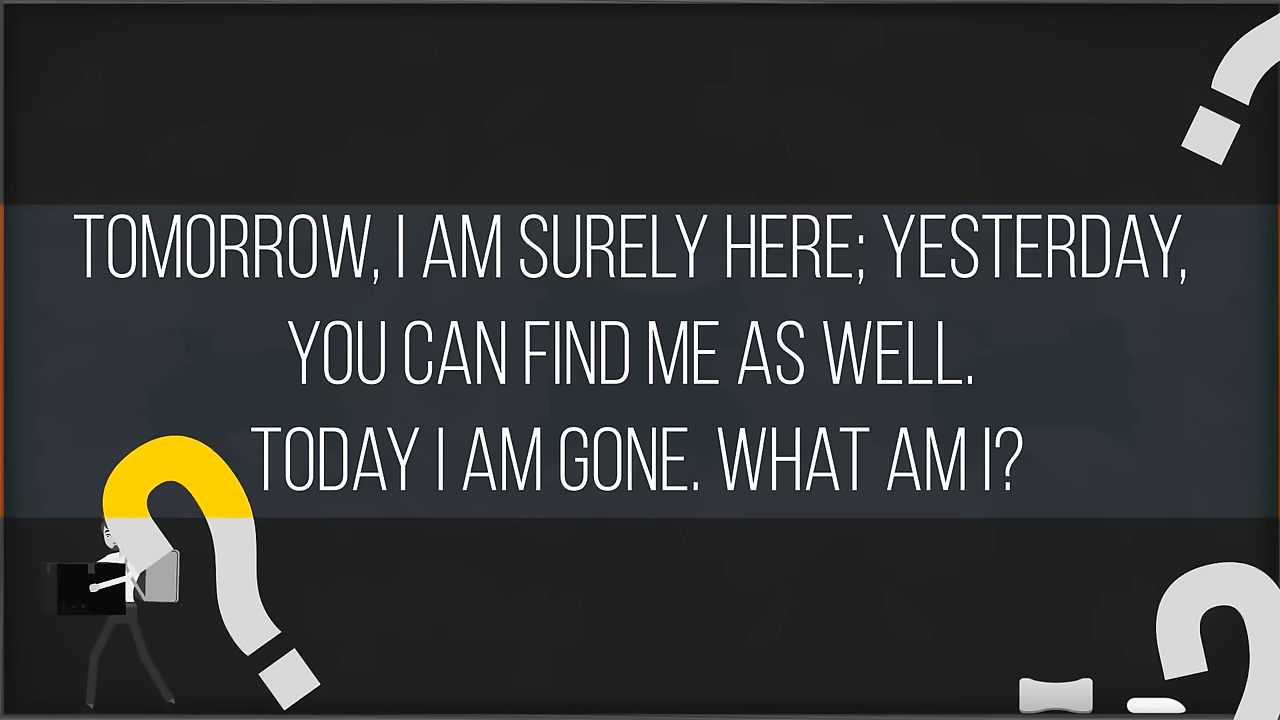 TOMORROW, I AM SURELY HERE; YESTERDAY,
YOU CAN FIND ME AS WELL.
TODAY I AM GONE. WHAT AM I?